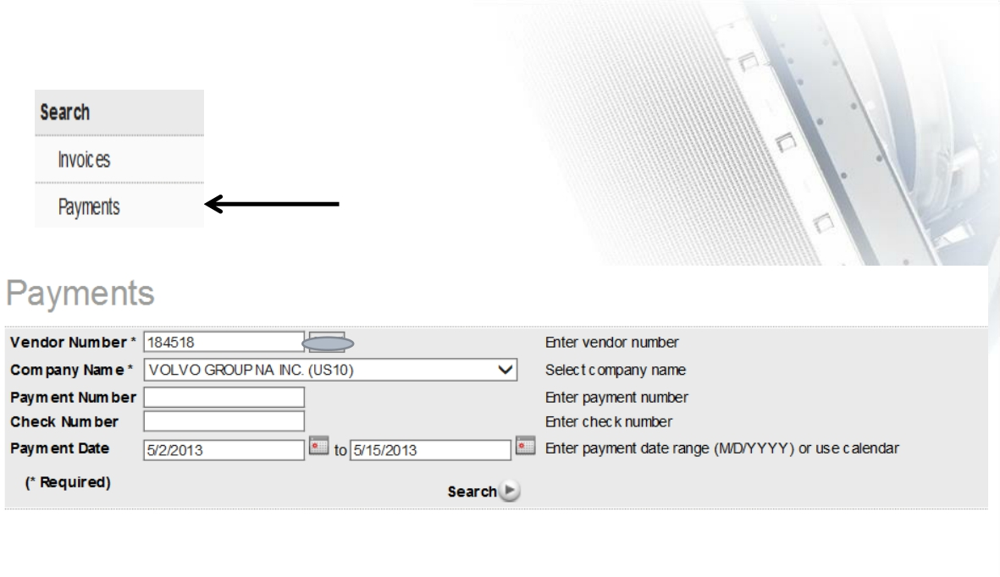 Search
Invoices
Payments
Payments
Vendor Number * 184518 Enter vendor number
Company Name * VOLVO GROUP NA INC. (US10) Select company name
Payment Number Enter payment number
Check Number Enter check number
Payment Date 5/2/2013 to 5/15/2013 Enter payment date range (M/D/YYYY) or use calendar
(* Required) Search